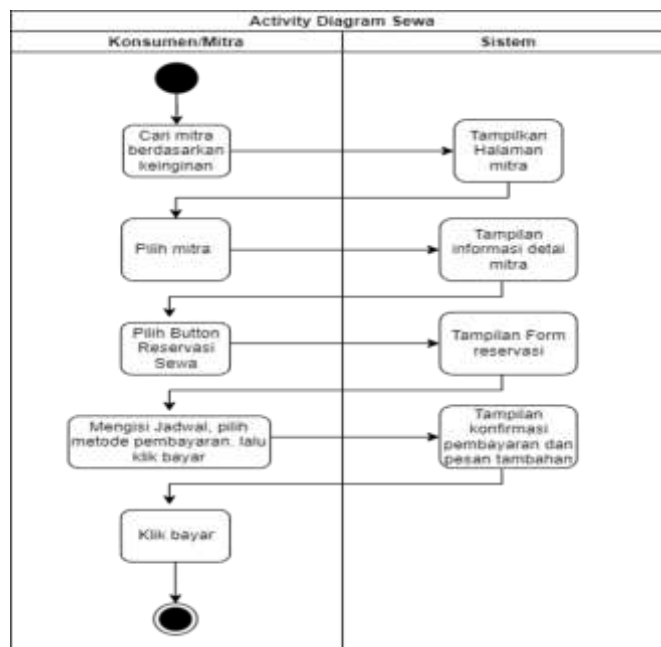 Activity Diagram Sewa
Konsumen/Mitra
Sistem
Cari mitra
berdasarkan
keinginan
Tampilkan
Halaman
mitra
Pilih mitra
Tampilan
informasi detai
mitra
Pilih Button
Reservasi
Sewa
Tampilan Form
reservasi
Mengisi Jadwal, pilih
metode pembayaran. lalu
klik bayar
Tampilan
konfirmasi
pembayaran dan
pesan tambahan
Klik bayar